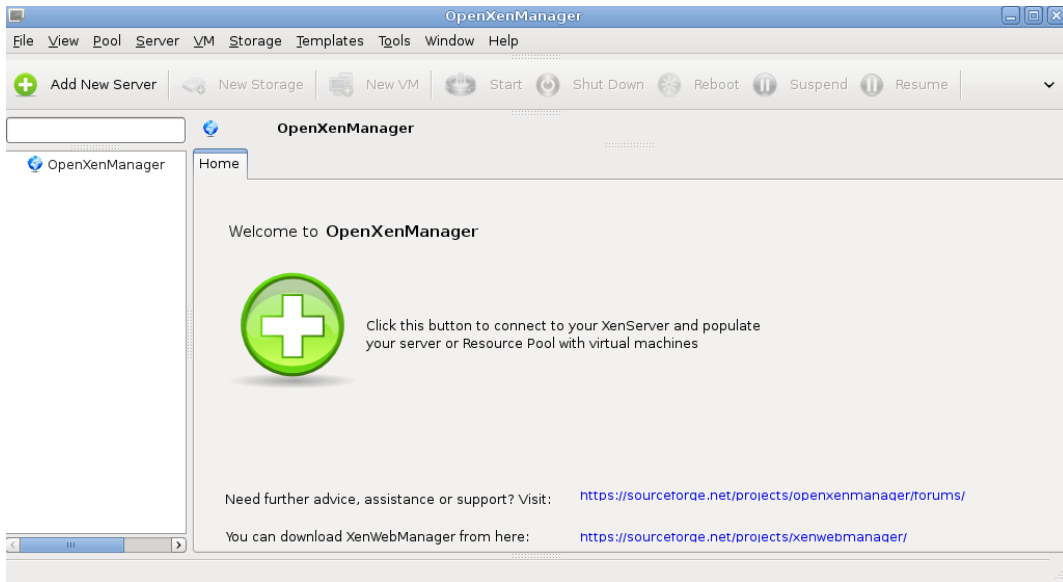 OpenXenManager
File View Pool Server VM Storage Templates Tools Window Help
Add New Server New Storage New VM Start Shut Down Reboot Suspend Resume
OpenXenManager
OpenXenManager
Home
Welcome to OpenXenManager
Click this button to connect to your XenServer and populate
your server or Resource Pool with virtual machines
Need further advice, assistance or support? Visit: https://sourceforge.net/projects/openxenmanager/forums/
You can download XenWebManager from here: https://sourceforge.net/projects/xenwebmanager/